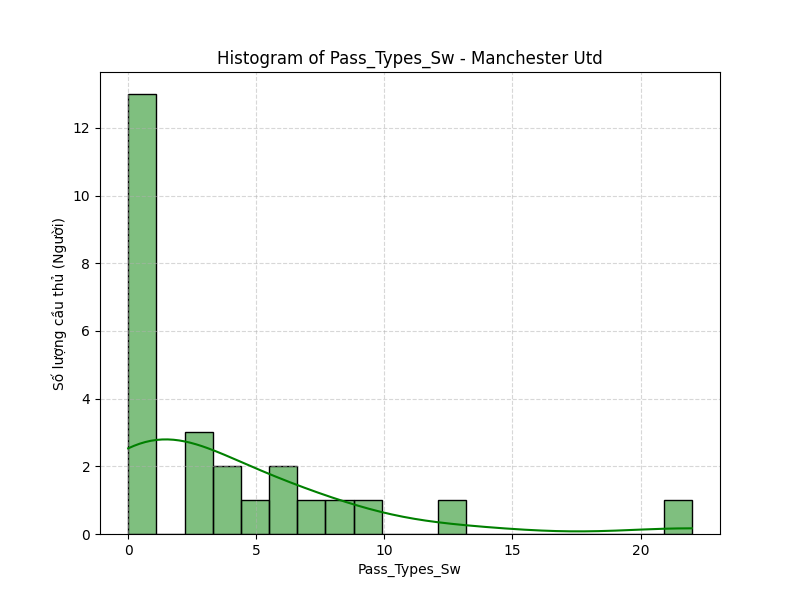 Histogram of Pass_Types_Sw - Manchester Utd
Số lượng cầu thủ (Người)
12
10
8
6
4
2
0
0 5 10 15 20
Pass_Types_Sw